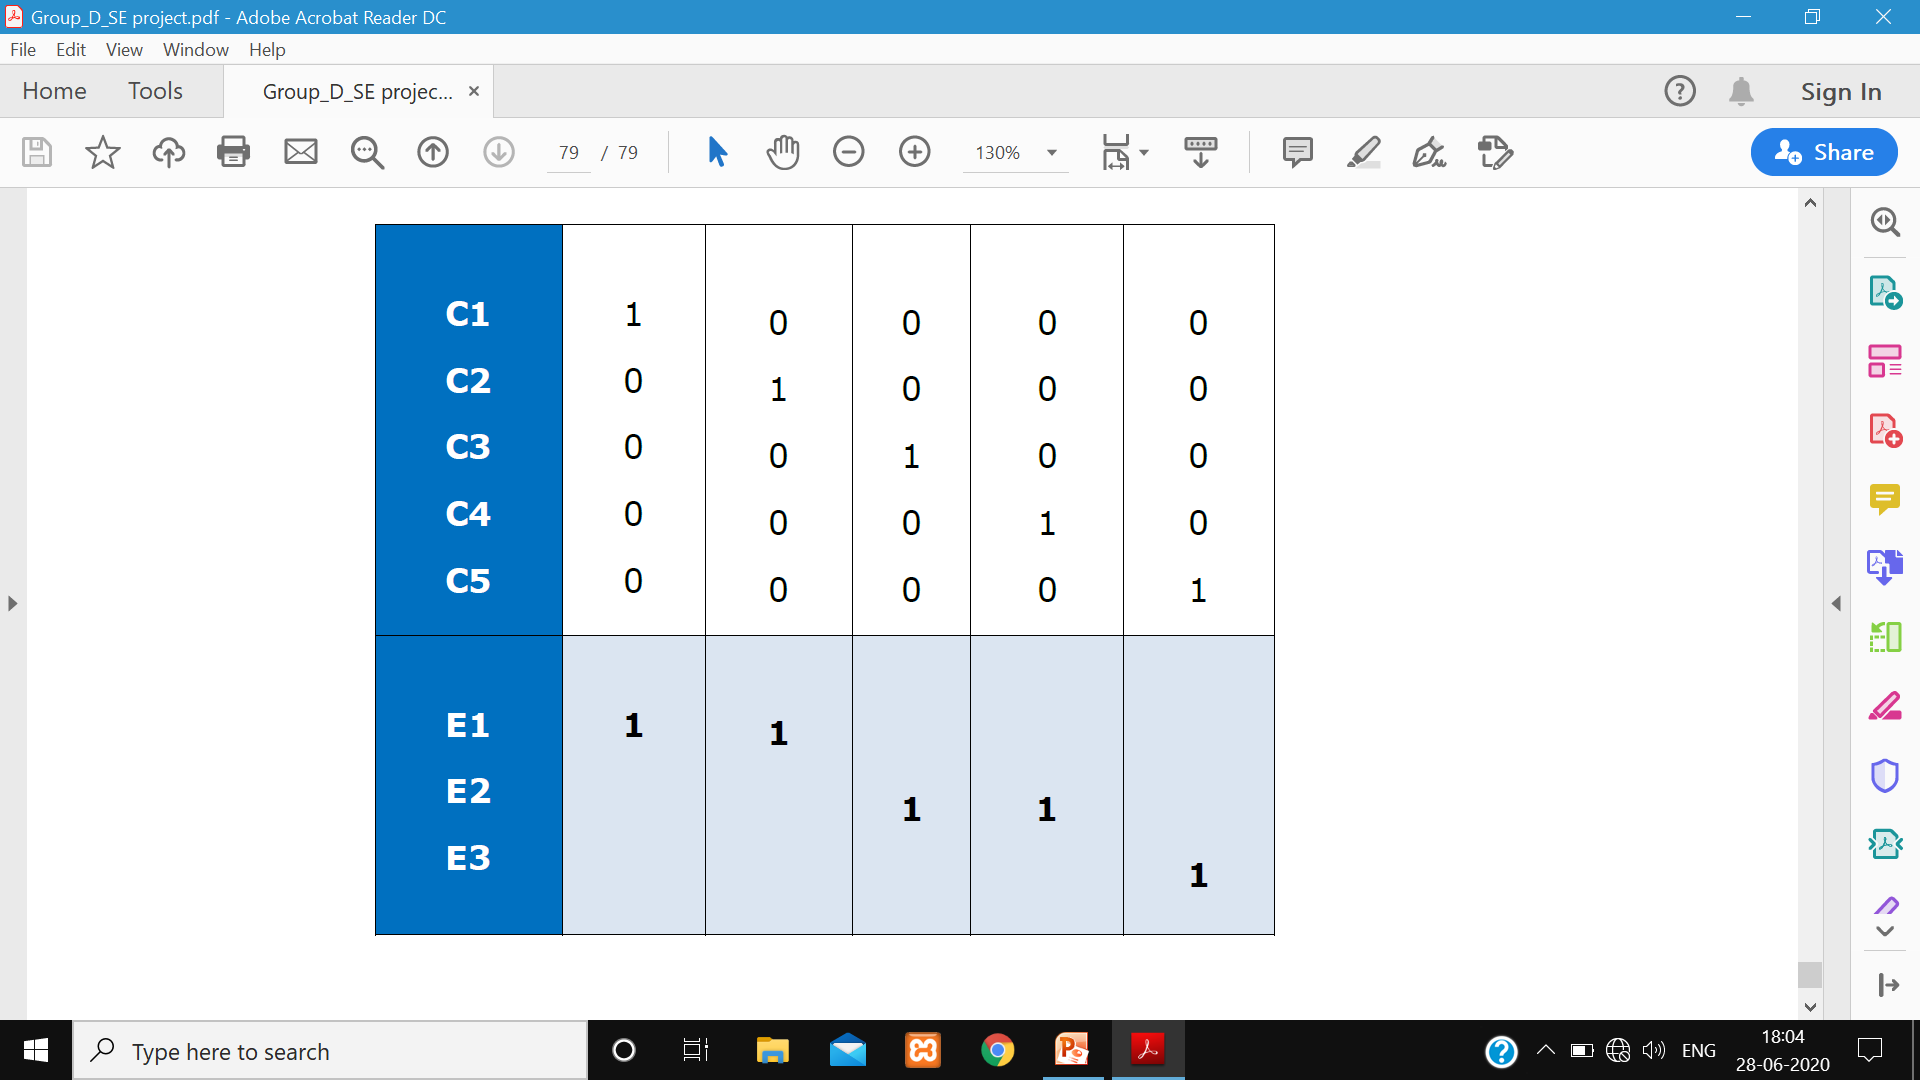 Group_D_SE project.pdf - Adobe Acrobat Reader DC
File Edit View Window Help
Home Tools Group_D_SE projec... × Sign In
79 / 79 130% Share
C1 1 0 0 0 0
C2 0 1 0 0 0
C3 0 0 1 0 0
C4 0 0 0 1 0
C5 0 0 0 0 1
E1 1 1
E2 1 1
E3 1
Type here to search
ENG
18:04
28-06-2020